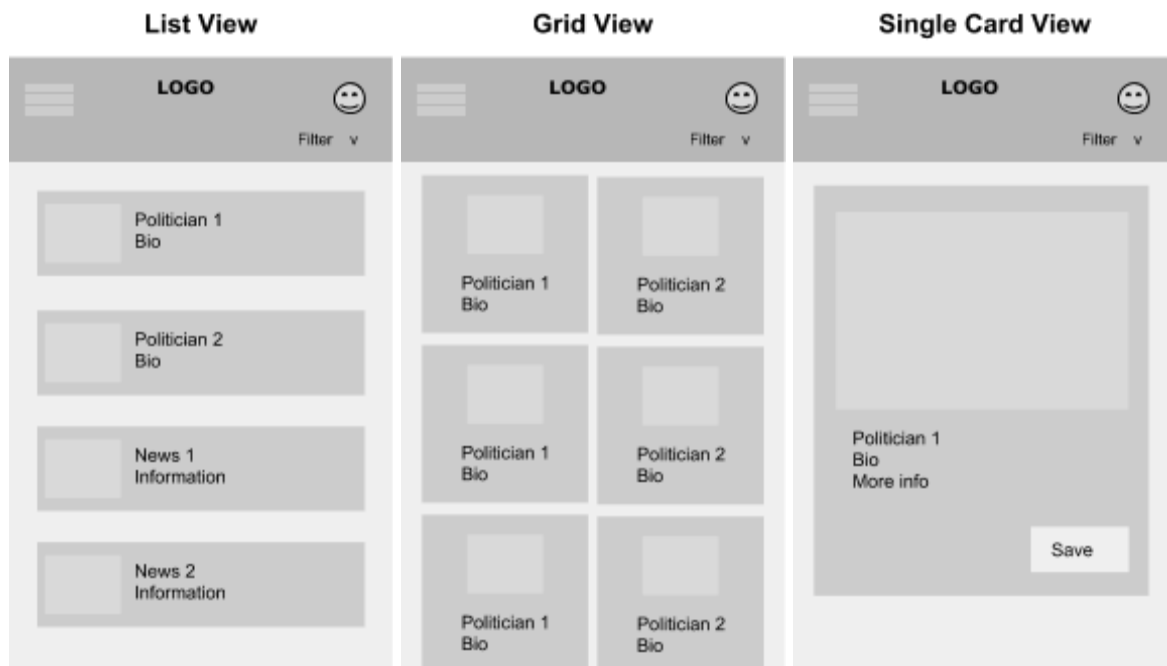 List View
LOGO
Filter v
Politician 1
Bio
Politician 2
Bio
News 1
Information
News 2
Information
Grid View
LOGO
Filter v
Politician 1
Bio
Politician 2
Bio
Politician 1
Bio
Politician 2
Bio
Politician 1
Bio
Politician 2
Bio
Single Card View
LOGO
Filter v
Politician 1
Bio
More info
Save